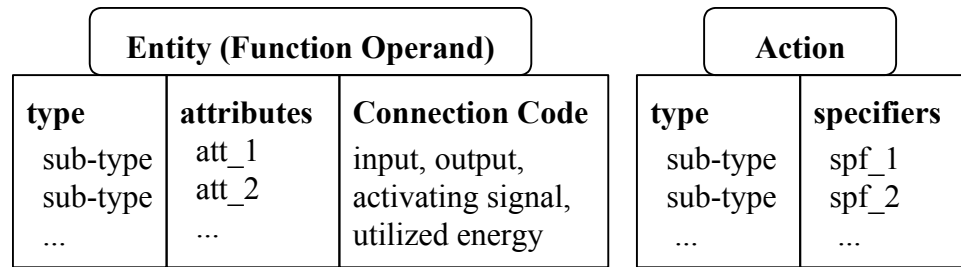 Entity (Function Operand)
type
sub-type
sub-type
...
attributes
att_1
att_2
...
Connection Code
input, output,
activating signal,
utilized energy
Action
type
sub-type
sub-type
...
specifiers
spf_1
spf_2
...